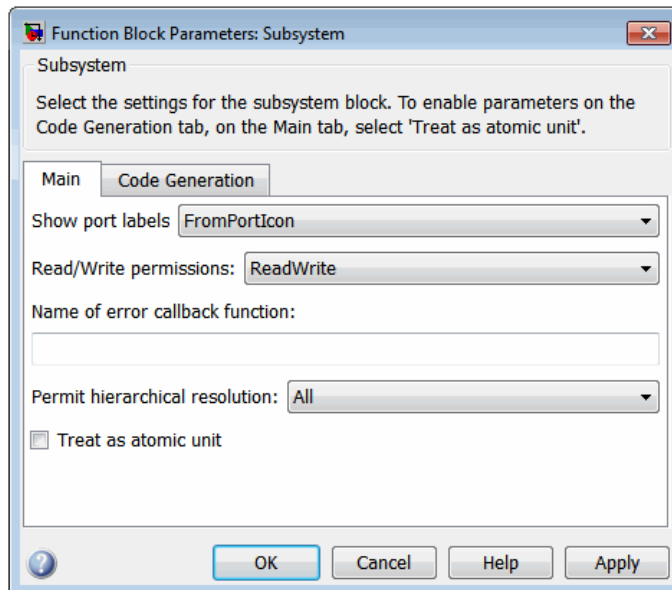 Function Block Parameters: Subsystem
Subsystem
Select the settings for the subsystem block. To enable parameters on the
Code Generation tab, on the Main tab, select 'Treat as atomic unit'.
Main Code Generation
Show port labels FromPortIcon
Read/Write permissions: ReadWrite
Name of error callback function:
Permit hierarchical resolution: All
Treat as atomic unit
? OK Cancel Help Apply